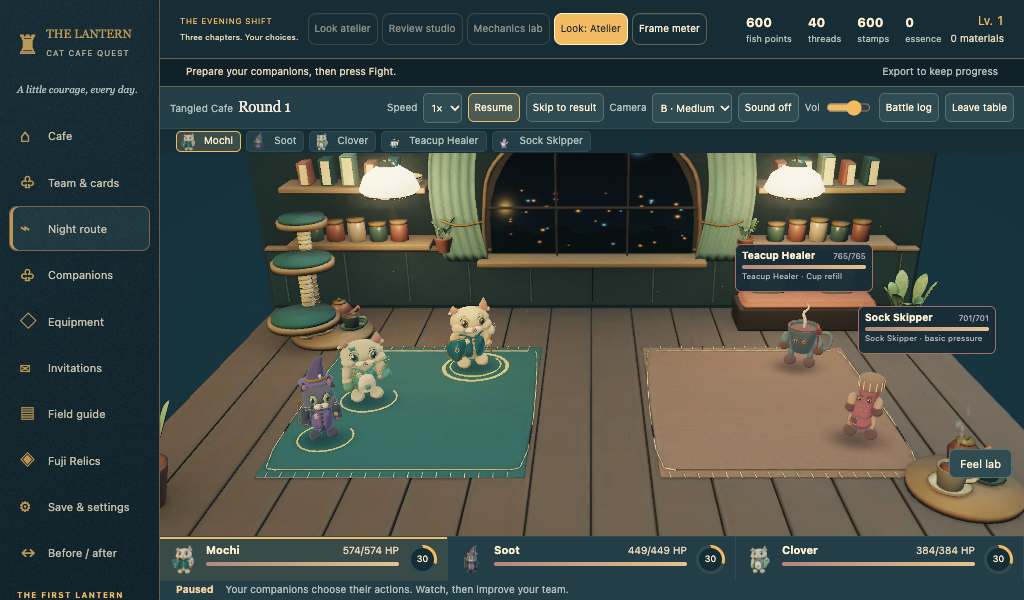 THE LANTERN
CAT CAFE QUEST
A little courage, every day.
Cafe
Team & cards
Night route
Companions
Equipment
Invitations
Field guide
Fuji Relics
Save & settings
Before / after
THE FIRST LANTERN
THE EVENING SHIFT
Three chapters. Your choices.
Look atelier
Review studio
Mechanics lab
Look: Atelier
Frame meter
600 fish points
40 threads
600 stamps
0 essence
Lv. 1
0 materials
Prepare your companions, then press Fight.
Export to keep progress
Tangled Cafe Round 1
Speed 1x
Resume
Skip to result
Camera B · Medium
Sound off
Vol
Battle log
Leave table
Mochi
Soot
Clover
Teacup Healer
Sock Skipper
Teacup Healer 765/765
Teacup Healer · Cup refill
Sock Skipper 701/701
Sock Skipper · basic pressure
Feel lab
Mochi 574/574 HP 30
Soot 449/449 HP 30
Clover 384/384 HP 30
Paused Your companions choose their actions. Watch, then improve your team.